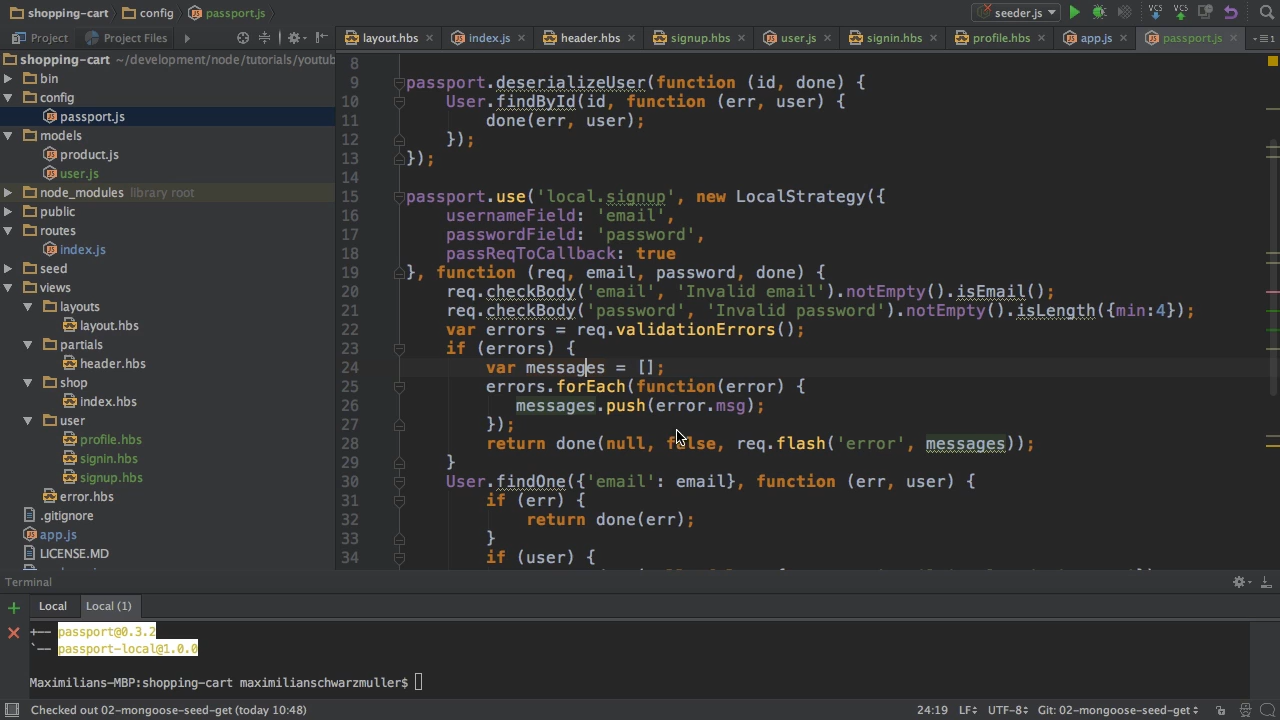 shopping-cart config passport.js seeder.js VCS VCS
Project Project Files layout.hbs index.js header.hbs signup.hbs user.js signin.hbs profile.hbs app.js passport.js
shopping-cart ~/development/node/tutorials/youtub
bin
config
passport.js
models
product.js
user.js
node_modules library root
public
routes
index.js
seed
views
layouts
layout.hbs
partials
header.hbs
shop
index.hbs
user
profile.hbs
signin.hbs
signup.hbs
error.hbs
.gitignore
app.js
LICENSE.MD
8
9 passport.deserializeUser(function (id, done) {
10 User.findById(id, function (err, user) {
11 done(err, user);
12 });
13 });
14
15 passport.use('local.signup', new LocalStrategy({
16 usernameField: 'email',
17 passwordField: 'password',
18 passReqToCallback: true
19 }, function (req, email, password, done) {
20 req.checkBody('email', 'Invalid email').notEmpty().isEmail();
21 req.checkBody('password', 'Invalid password').notEmpty().isLength({min:4});
22 var errors = req.validationErrors();
23 if (errors) {
24 var messages = [];
25 errors.forEach(function(error) {
26 messages.push(error.msg);
27 });
28 return done(null, false, req.flash('error', messages));
29 }
30 User.findOne({'email': email}, function (err, user) {
31 if (err) {
32 return done(err);
33 }
34 if (user) {
Terminal
Local Local (1)
+── passport@0.3.2
`── passport-local@1.0.0
Maximilians-MBP:shopping-cart maximilianschwarzmuller$
Checked out 02-mongoose-seed-get (today 10:48) 24:19 LF UTF-8 Git: 02-mongoose-seed-get